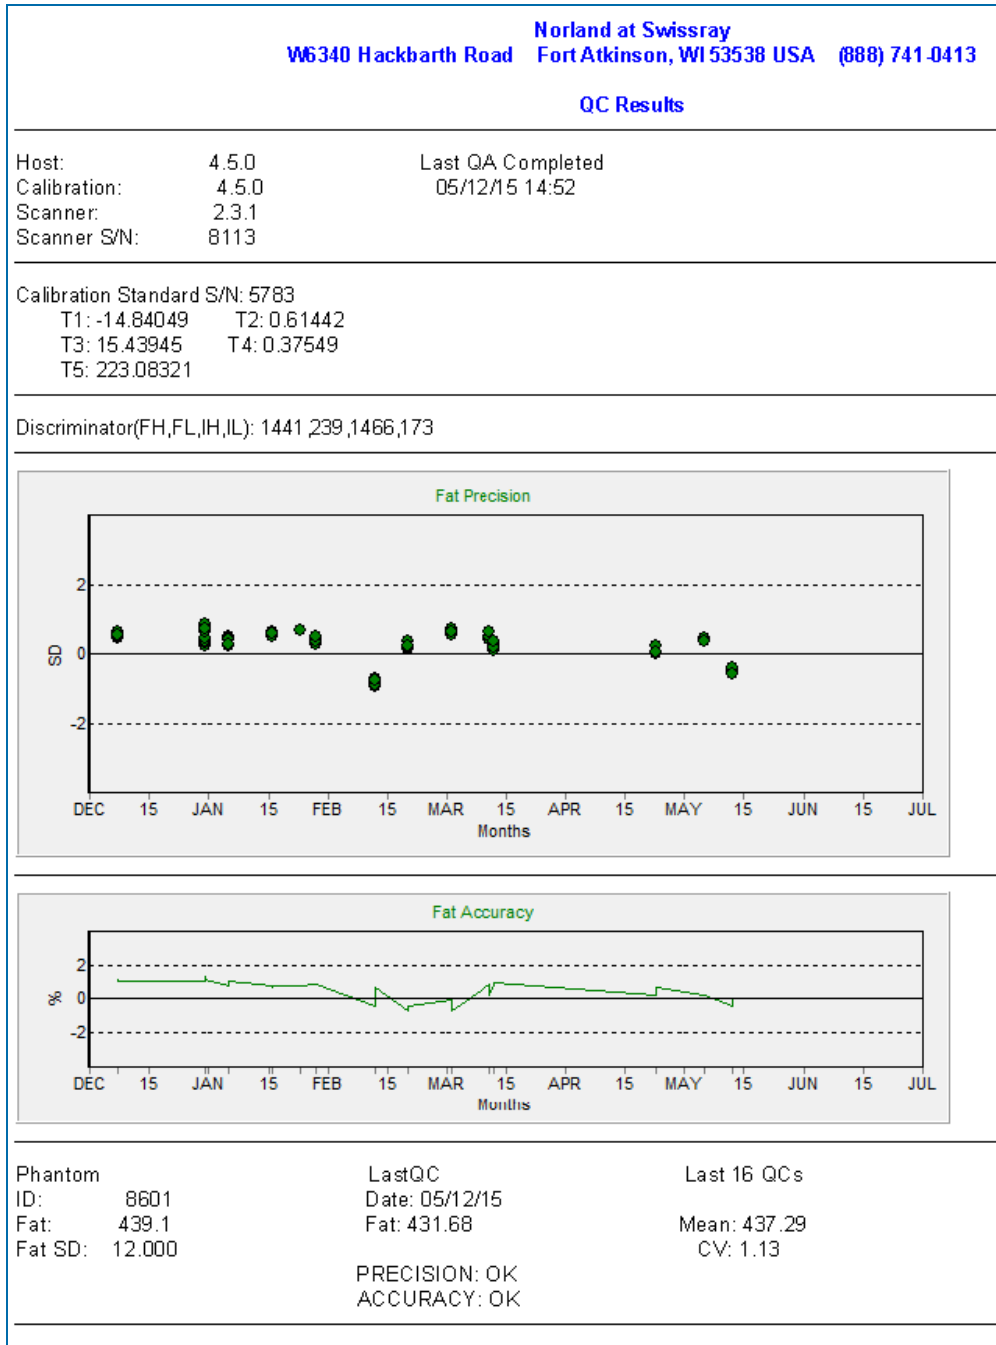 Norland at Swissray
W6340 Hackbarth Road Fort Atkinson, WI 53538 USA (888) 741-0413
QC Results
Host: 4.5.0 Last QA Completed
Calibration: 4.5.0 05/12/15 14:52
Scanner: 2.3.1
Scanner S/N: 8113
Calibration Standard S/N: 5783
T1: -14.84049 T2: 0.61442
T3: 15.43945 T4: 0.37549
T5: 223.08321
Discriminator(FH,FL,IH,IL): 1441,239,1466,173
Fat Precision
2
SD 0
-2
DEC 15 JAN 15 FEB 15 MAR 15 APR 15 MAY 15 JUN 15 JUL
Months
Fat Accuracy
2
% 0
-2
DEC 15 JAN 15 FEB 15 MAR 15 APR 15 MAY 15 JUN 15 JUL
Months
Phantom LastQC Last 16 QCs
ID: 8601 Date: 05/12/15
Fat: 439.1 Fat: 431.68 Mean: 437.29
Fat SD: 12.000 CV: 1.13
PRECISION: OK
ACCURACY: OK